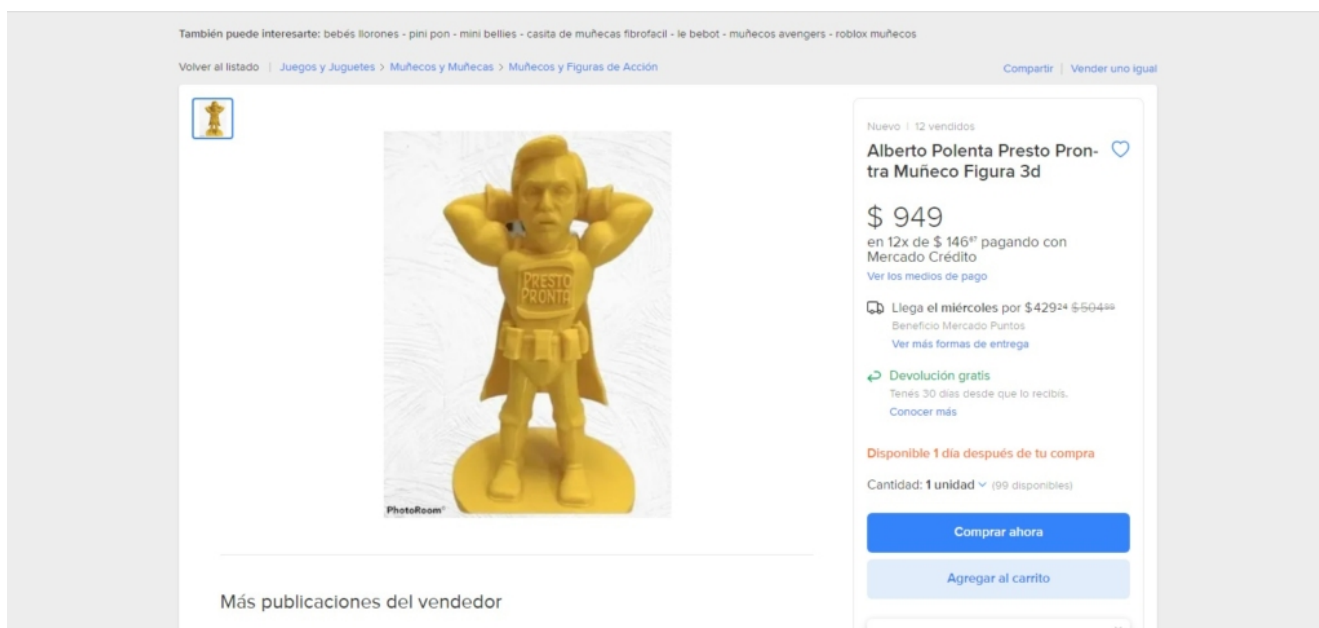 También puede interesarte: bebés llorones - pini pon - mini bellies - casita de muñecas fibrofacil - le bebot - muñecos avengers - roblox muñecos
Volver al listado | Juegos y Juguetes > Muñecos y Muñecas > Muñecos y Figuras de Acción
Compartir | Vender uno igual
PRESTO
PRONTA
PhotoRoom
Nuevo | 12 vendidos
Alberto Polenta Presto Pron-
tra Muñeco Figura 3d
$ 949
en 12x de $ 146⁶⁷ pagando con
Mercado Crédito
Ver los medios de pago
Llega el miércoles por $429²⁴ $504⁹⁹
Beneficio Mercado Puntos
Ver más formas de entrega
Devolución gratis
Tenés 30 días desde que lo recibís.
Conocer más
Disponible 1 día después de tu compra
Cantidad: 1 unidad (99 disponibles)
Comprar ahora
Agregar al carrito
Más publicaciones del vendedor